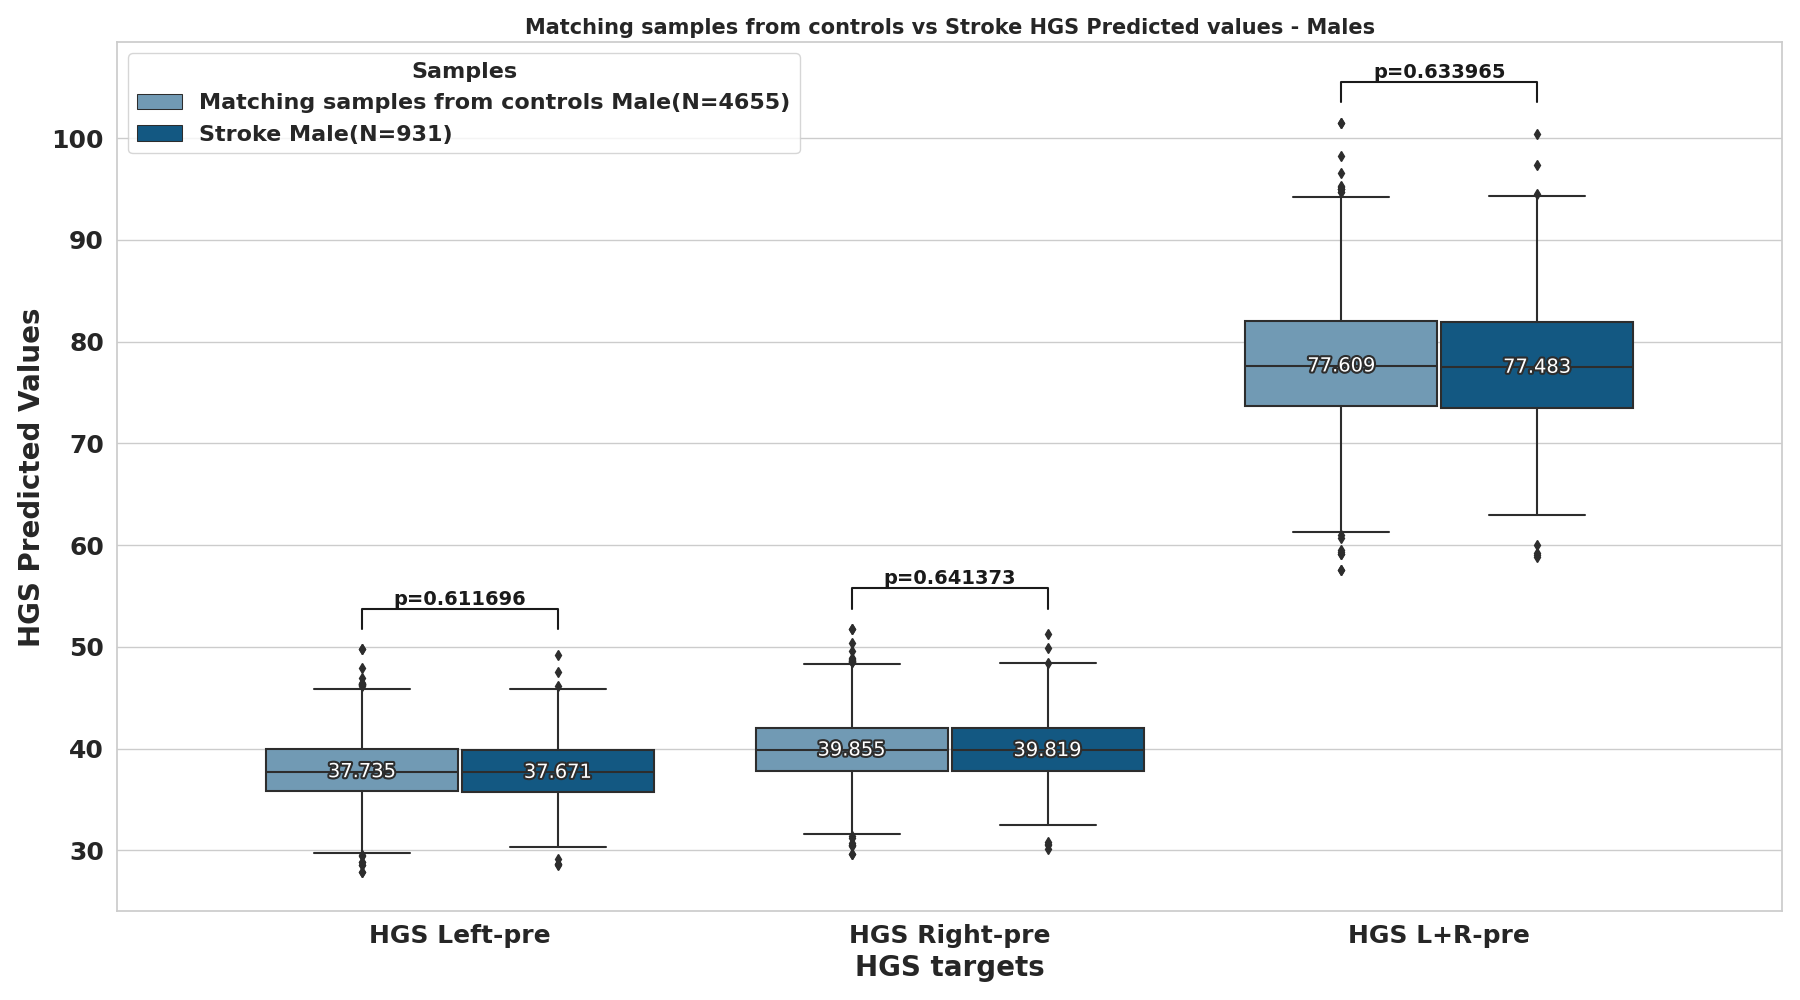 Matching samples from controls vs Stroke HGS Predicted values - Males
Samples
Matching samples from controls Male(N=4655)
Stroke Male(N=931)
HGS Predicted Values
100
90
80
70
60
50
40
30
p=0.611696
p=0.641373
p=0.633965
37.735
37.671
39.855
39.819
77.609
77.483
HGS Left-pre
HGS Right-pre
HGS L+R-pre
HGS targets